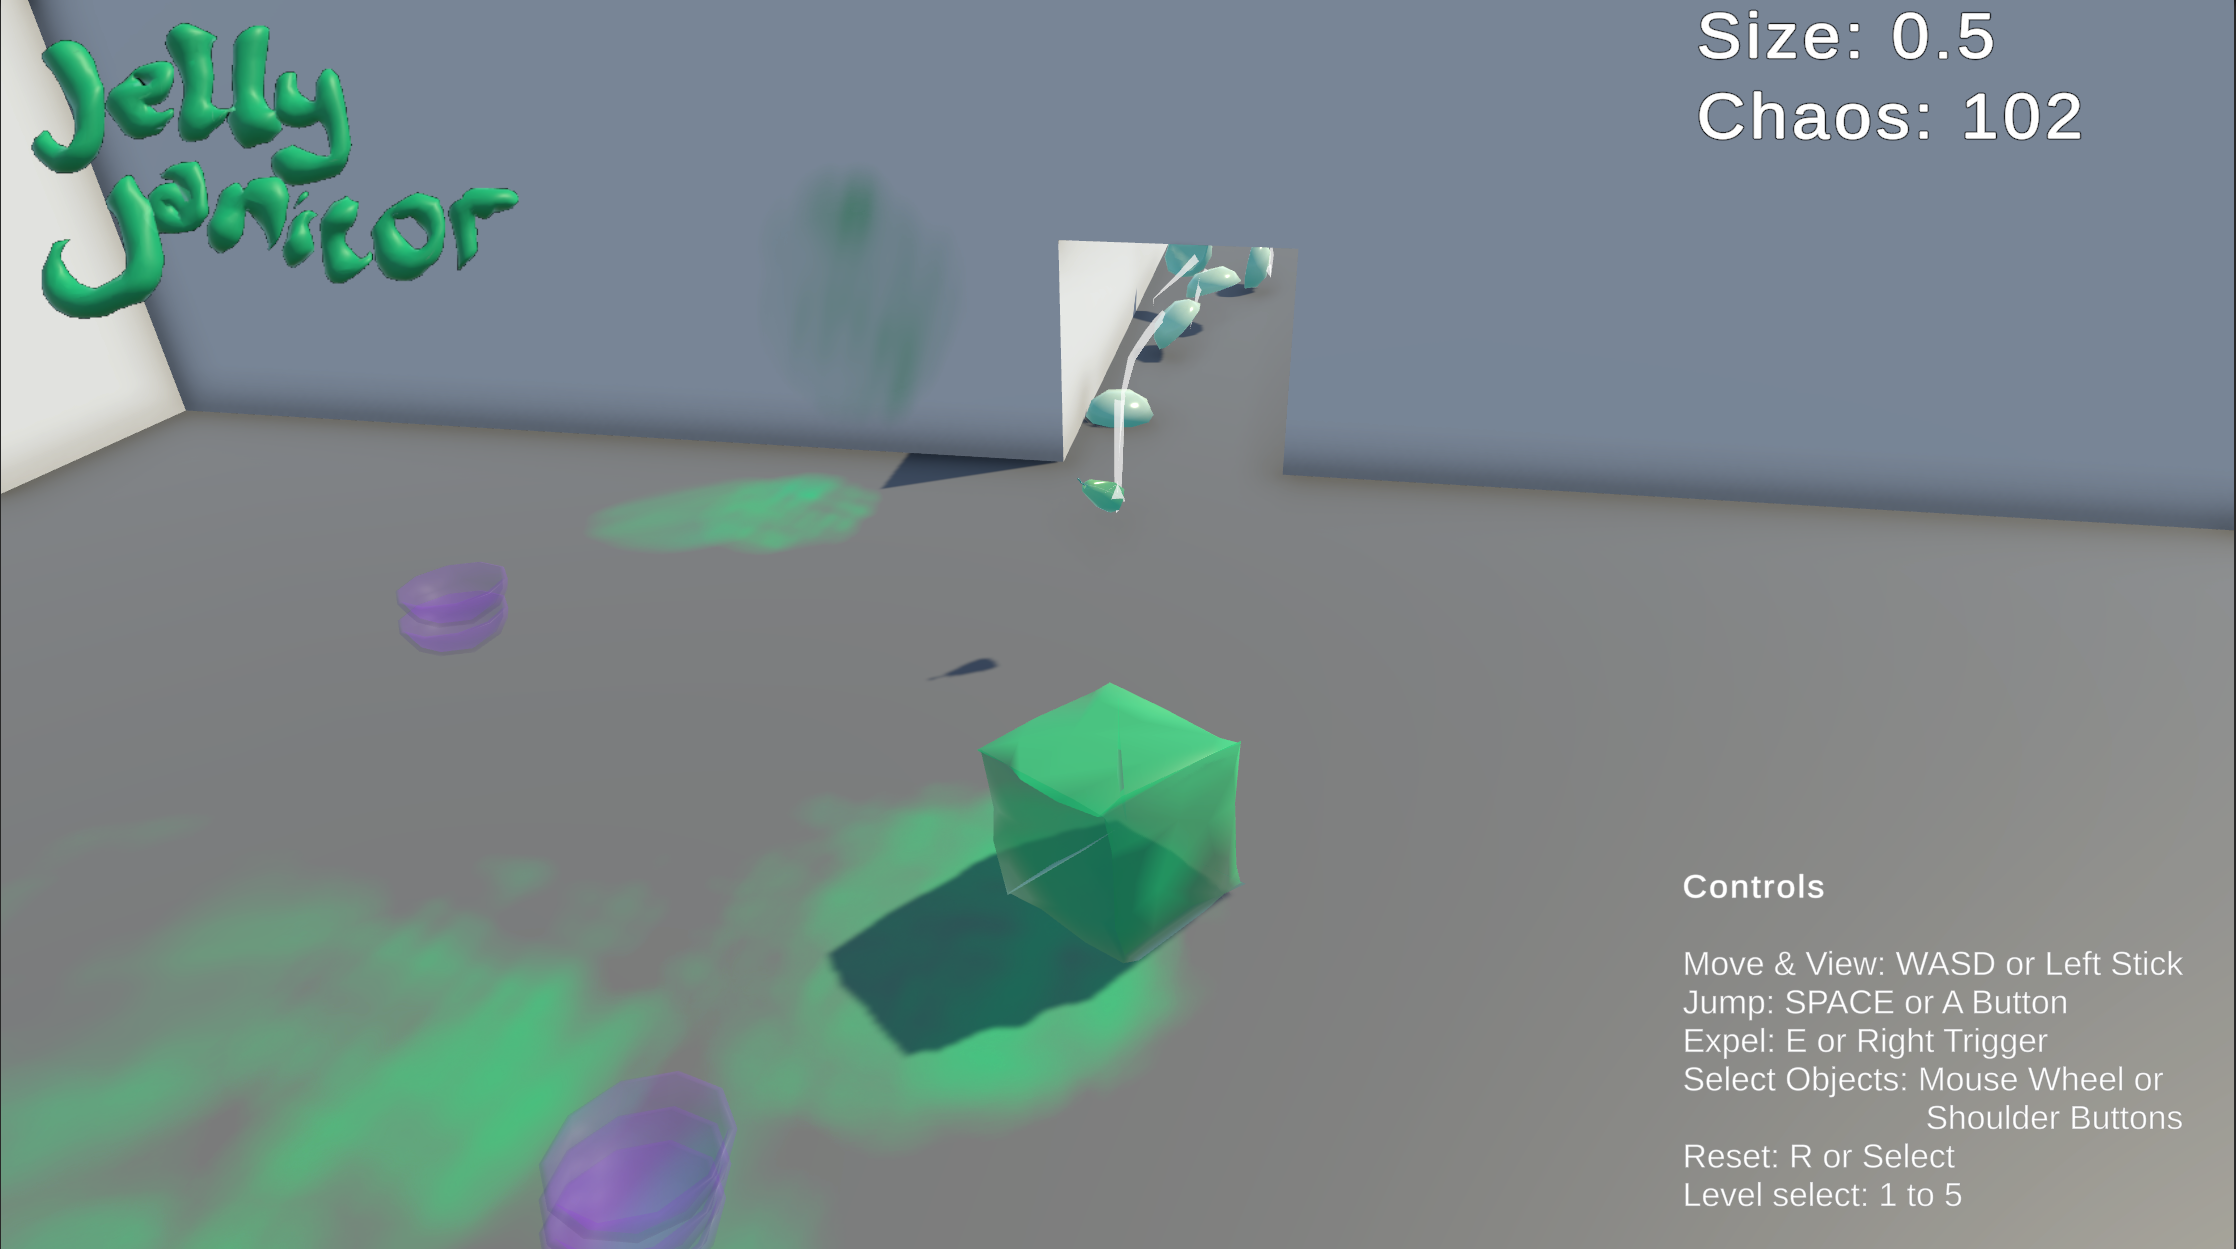 Jelly
Janitor
Size: 0.5
Chaos: 102
Controls
Move & View: WASD or Left Stick
Jump: SPACE or A Button
Expel: E or Right Trigger
Select Objects: Mouse Wheel or
Shoulder Buttons
Reset: R or Select
Level select: 1 to 5